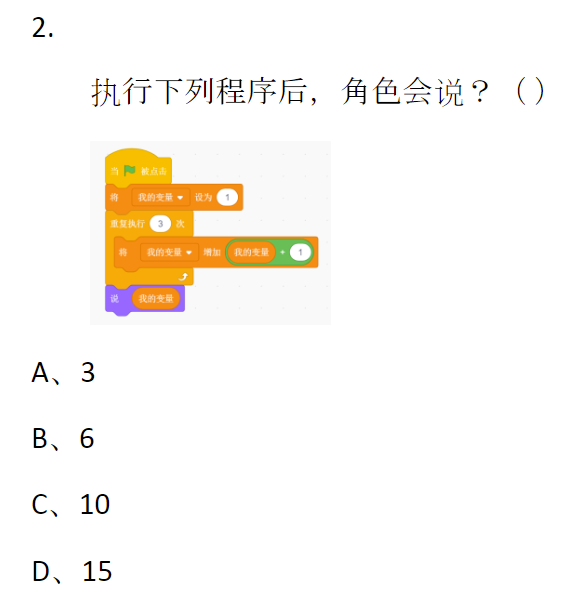 2.
执行下列程序后，角色会说？（）
当 被点击
将 我的变量 设为 1
重复执行 3 次
将 我的变量 增加 我的变量 1
说 我的变量
A、3
B、6
C、10
D、15